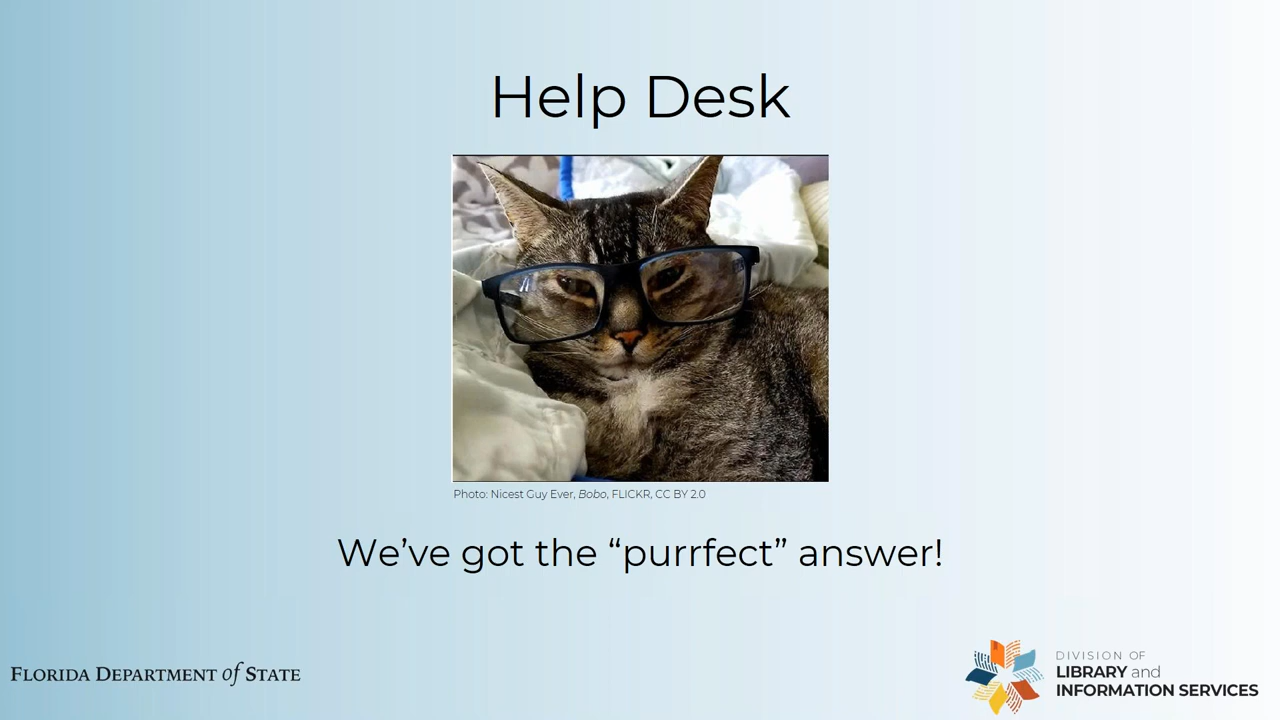 Help Desk
Photo: Nicest Guy Ever, Bobo, FLICKR, CC BY 2.0
We’ve got the “purrfect” answer!
FLORIDA DEPARTMENT of STATE
DIVISION OF
LIBRARY and
INFORMATION SERVICES